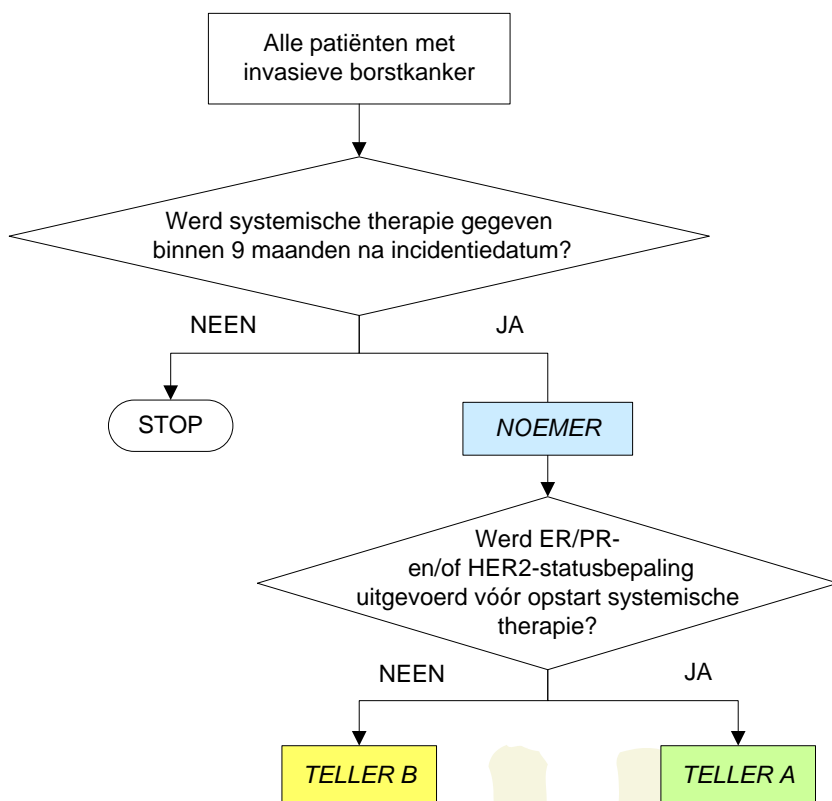 Alle patiënten met
invasieve borstkanker
Werd systemische therapie gegeven
binnen 9 maanden na incidentiedatum?
NEEN
JA
STOP
NOEMER
Werd ER/PR-
en/of HER2-statusbepaling
uitgevoerd vóór opstart systemische
therapie?
NEEN
JA
TELLER B
TELLER A